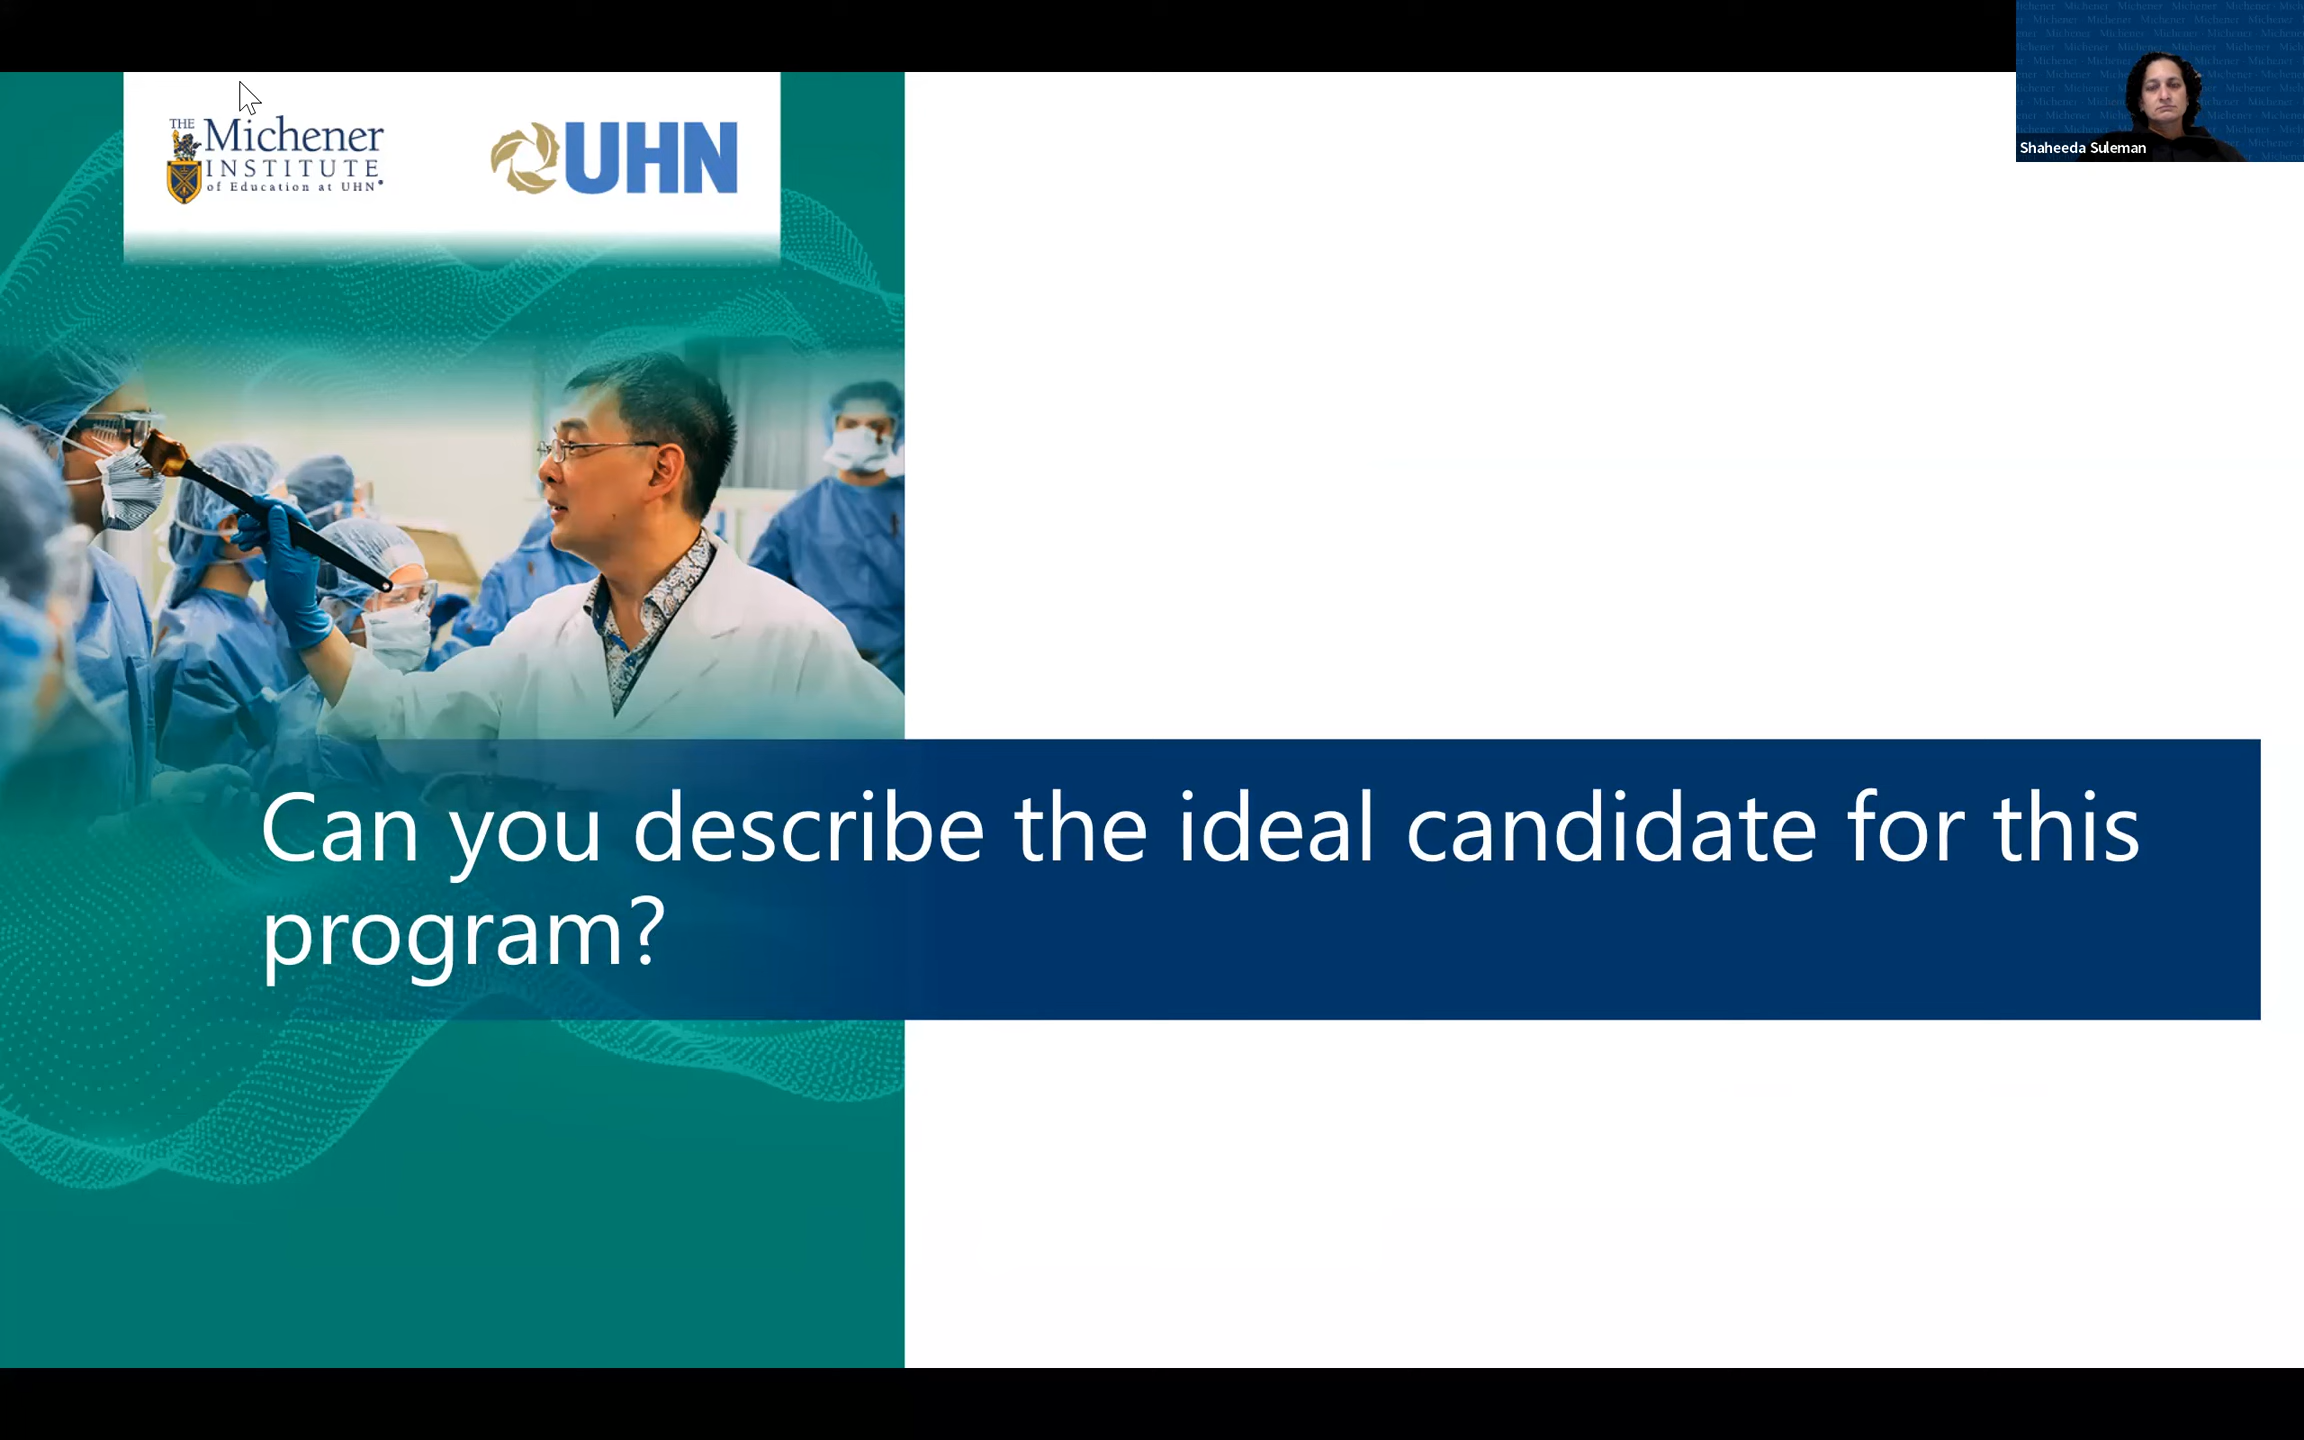 THE
Michener
INSTITUTE
of Education at UHN
UHN
Shaheeda Suleman
Can you describe the ideal candidate for this
program?